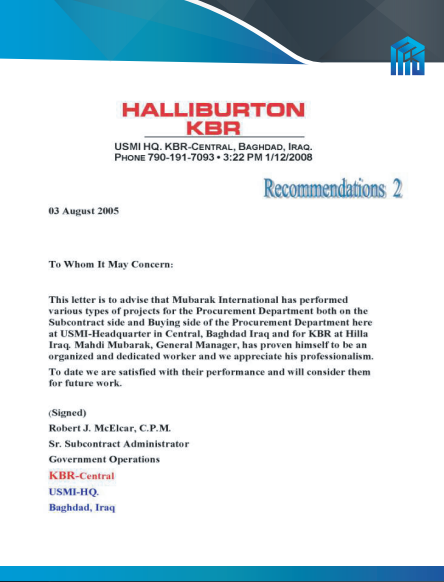 HALLIBURTON
KBR
USMI HQ. KBR-CENTRAL, BAGHDAD, IRAQ.
PHONE 790-191-7093 • 3:22 PM 1/12/2008
Recommendations 2
03 August 2005
To Whom It May Concern:
This letter is to advise that Mubarak International has performed
various types of projects for the Procurement Department both on the
Subcontract side and Buying side of the Procurement Department here
at USMI-Headquarter in Central, Baghdad Iraq and for KBR at Hilla
Iraq. Mahdi Mubarak, General Manager, has proven himself to be an
organized and dedicated worker and we appreciate his professionalism.
To date we are satisfied with their performance and will consider them
for future work.
(Signed)
Robert J. McElcar, C.P.M.
Sr. Subcontract Administrator
Government Operations
KBR-Central
USMI-HQ.
Baghdad, Iraq